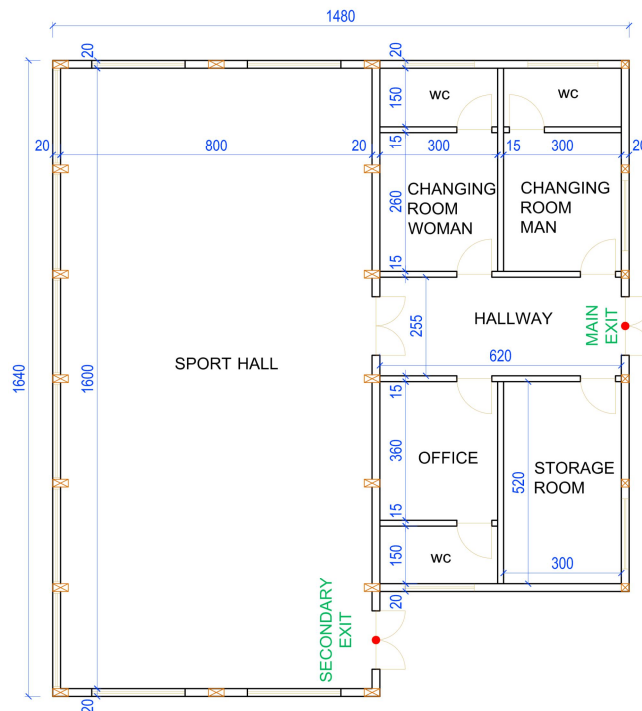 1480
20
20
150
wc
wc
20
800
20
15
300
15
300
20
260
CHANGING
ROOM
WOMAN
CHANGING
ROOM
MAN
15
HALLWAY
MAIN
EXIT
255
620
SPORT HALL
1640
1600
15
360
OFFICE
520
STORAGE
ROOM
15
150
wc
300
SECONDARY
EXIT
20
20